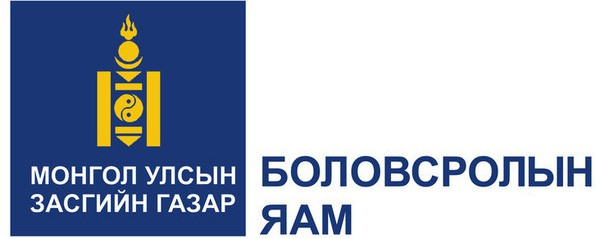 МОНГОЛ УЛСЫН
ЗАСГИЙН ГАЗАР
БОЛОВСРОЛЫН
ЯАМ